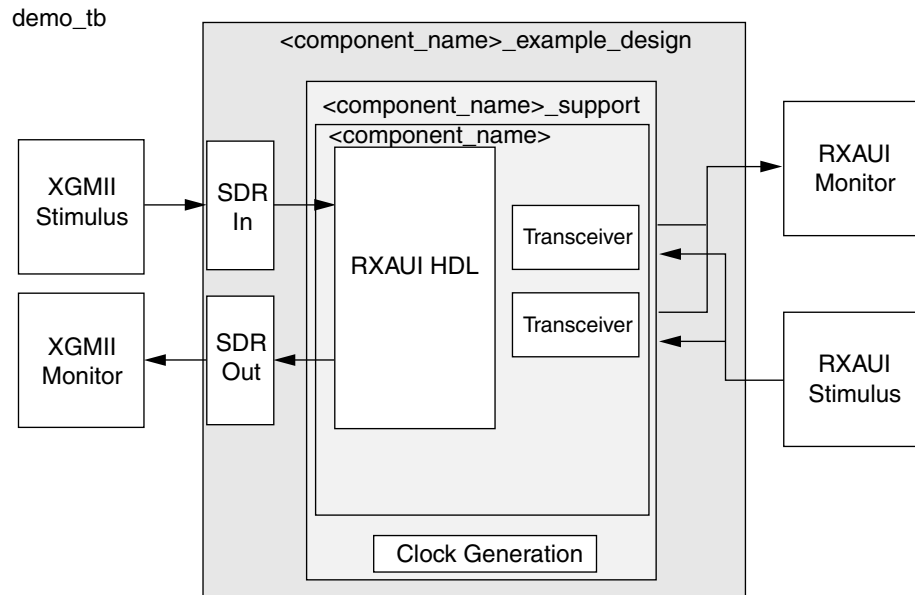 demo_tb
<component_name>_example_design
<component_name>_support
<component_name>
XGMII
Stimulus
SDR
In
RXAUI HDL
Transceiver
Transceiver
RXAUI
Monitor
XGMII
Monitor
SDR
Out
RXAUI
Stimulus
Clock Generation